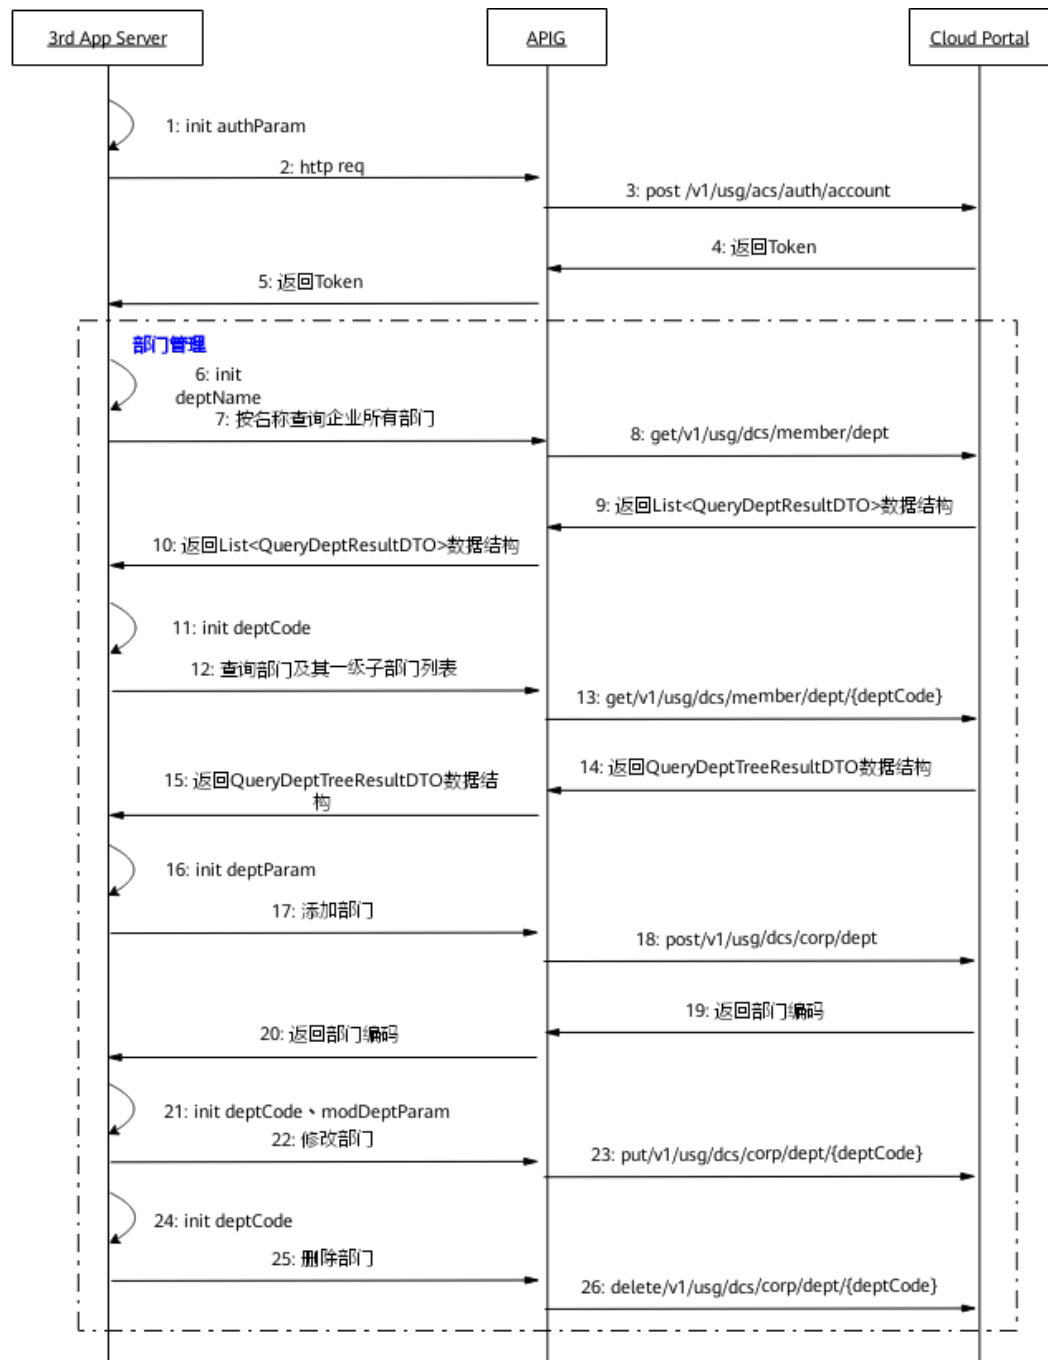 3rd App Server
APIG
Cloud Portal
1: init authParam
2: http req
3: post /v1/usg/acs/auth/account
4: 返回Token
5: 返回Token
部门管理
6: init
deptName
7: 按名称查询企业所有部门
8: get/v1/usg/dcs/member/dept
9: 返回List<QueryDeptResultDTO>数据结构
10: 返回List<QueryDeptResultDTO>数据结构
11: init deptCode
12: 查询部门及其一级子部门列表
13: get/v1/usg/dcs/member/dept/{deptCode}
14: 返回QueryDeptTreeResultDTO数据结构
15: 返回QueryDeptTreeResultDTO数据结
构
16: init deptParam
17: 添加部门
18: post/v1/usg/dcs/corp/dept
19: 返回部门编码
20: 返回部门编码
21: init deptCode、modDeptParam
22: 修改部门
23: put/v1/usg/dcs/corp/dept/{deptCode}
24: init deptCode
25: 删除部门
26: delete/v1/usg/dcs/corp/dept/{deptCode}